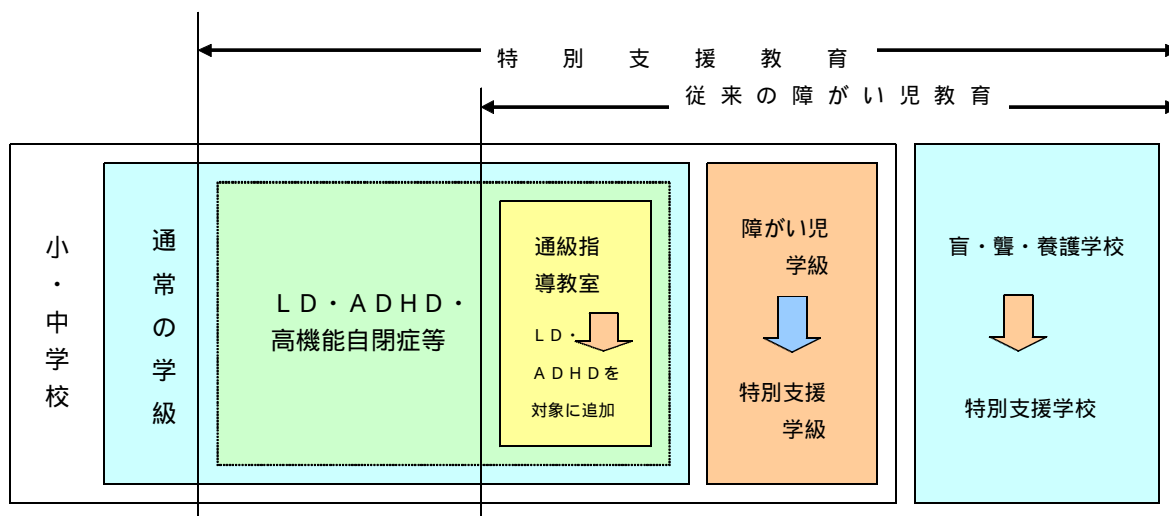 特別支援教育
従来の障がい児教育
小・中学校
通常の学級
ＬＤ・ＡＤＨＤ・
高機能自閉症等
通級指
導教室
ＬＤ・
ＡＤＨＤを
対象に追加
障がい児
学級
特別支援
学級
盲・聾・養護学校
特別支援学校